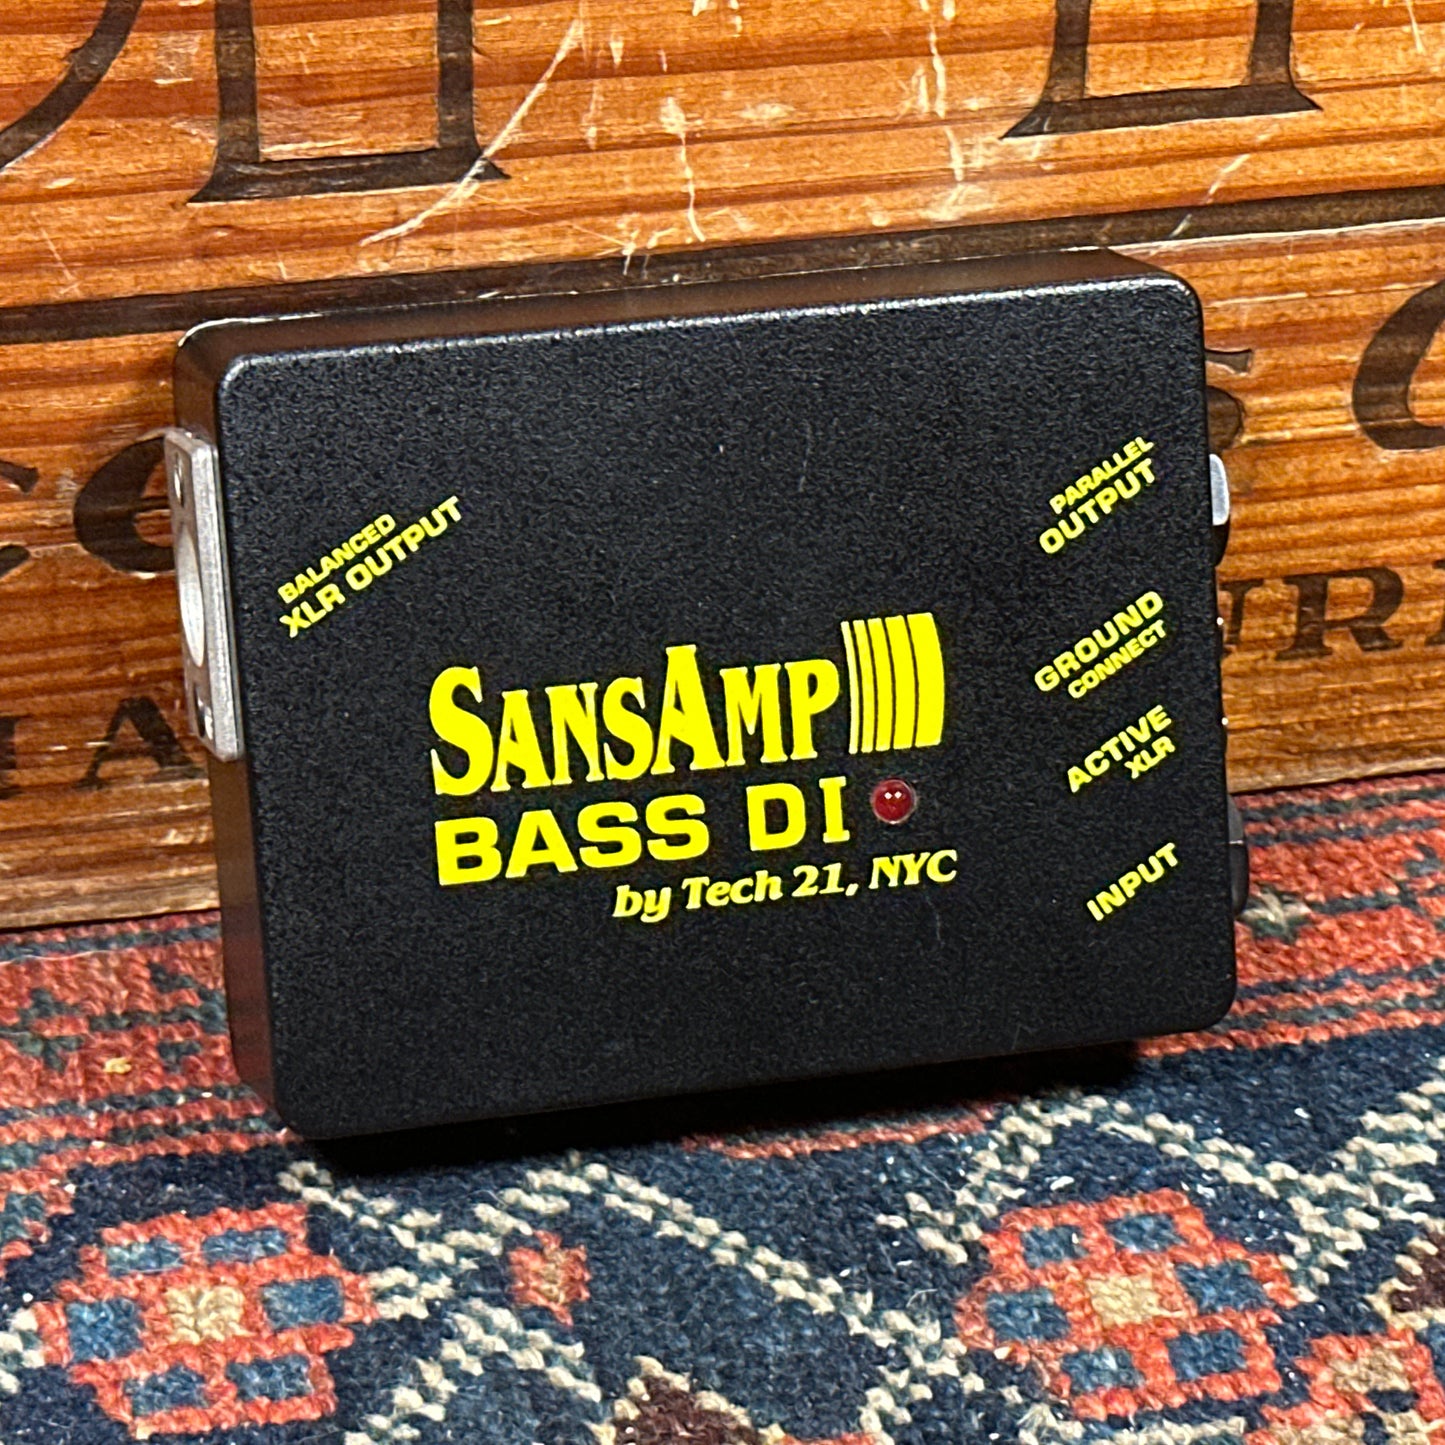 BALANCED
XLR OUTPUT
PARALLEL
OUTPUT
GROUND
CONNECT
ACTIVE
XLR
INPUT
SANSAMP
BASS DI
by Tech 21, NYC